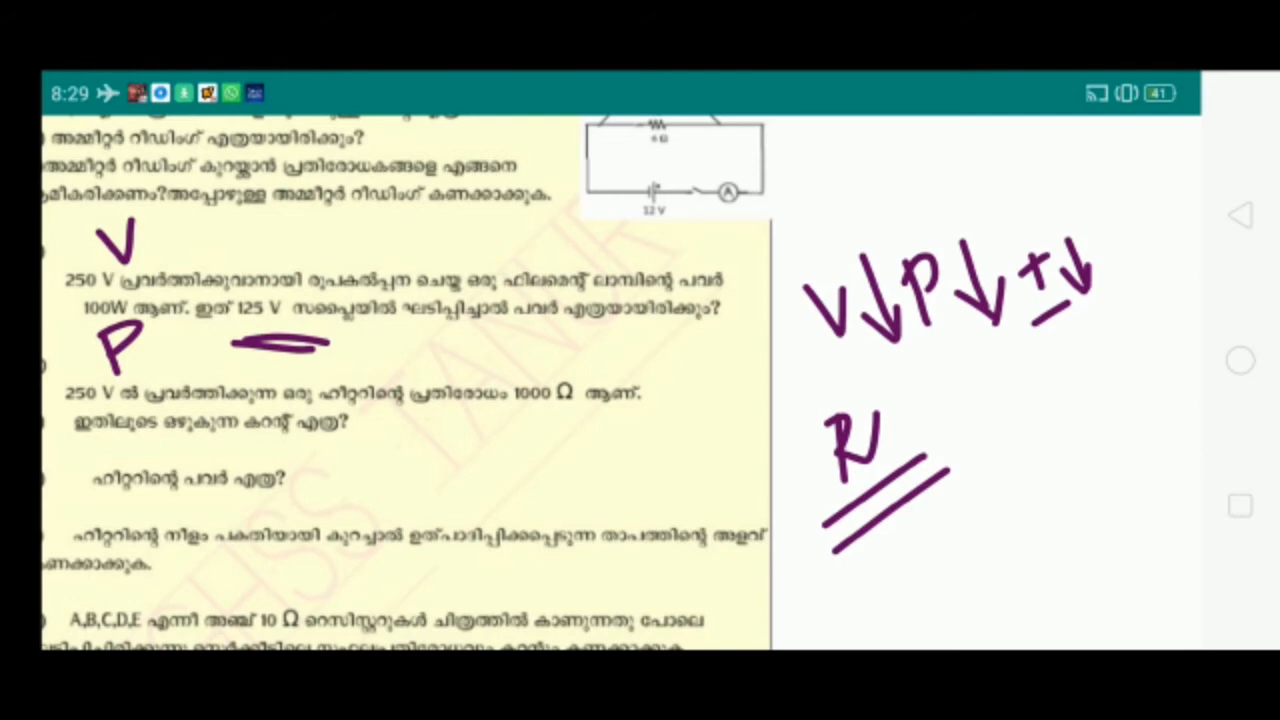 8:29
41
അമ്മീറ്റർ റീഡിംഗ് എത്രയായിരിക്കും?
അമ്മീറ്റർ റീഡിംഗ് കുറയ്ക്കാൻ പ്രതിരോധകങ്ങളെ എങ്ങനെ
മീകരിക്കണം?അപ്പോഴുള്ള അമ്മീറ്റർ റീഡിംഗ് കണക്കാക്കുക.
A
12 V
V
250 V പ്രവർത്തിക്കുവാനായി രൂപകൽപ്പന ചെയ്ത ഒരു ഫിലമെന്റ് ലാമ്പിന്റെ പവർ
100W ആണ്. ഇത് 125 V സപ്ലൈയിൽ ഘടിപ്പിച്ചാൽ പവർ എത്രയായിരിക്കും?
P
V↓P↓+↓
R
250 V ൽ പ്രവർത്തിക്കുന്ന ഒരു ഹീറ്ററിന്റെ പ്രതിരോധം 1000 Ω ആണ്.
ഇതിലൂടെ ഒഴുകുന്ന കറന്റ് എത്ര?
ഹീറ്ററിന്റെ പവർ എത്ര?
ഹീറ്ററിന്റെ നീളം പകുതിയായി കുറച്ചാൽ ഉത്പാദിപ്പിക്കപ്പെടുന്ന താപത്തിന്റെ അളവ്
ണക്കാക്കുക.
A,B,C,D,E എന്നീ അഞ്ച് 10 Ω റെസിസ്റ്ററുകൾ ചിത്രത്തിൽ കാണുന്നതു പോലെ